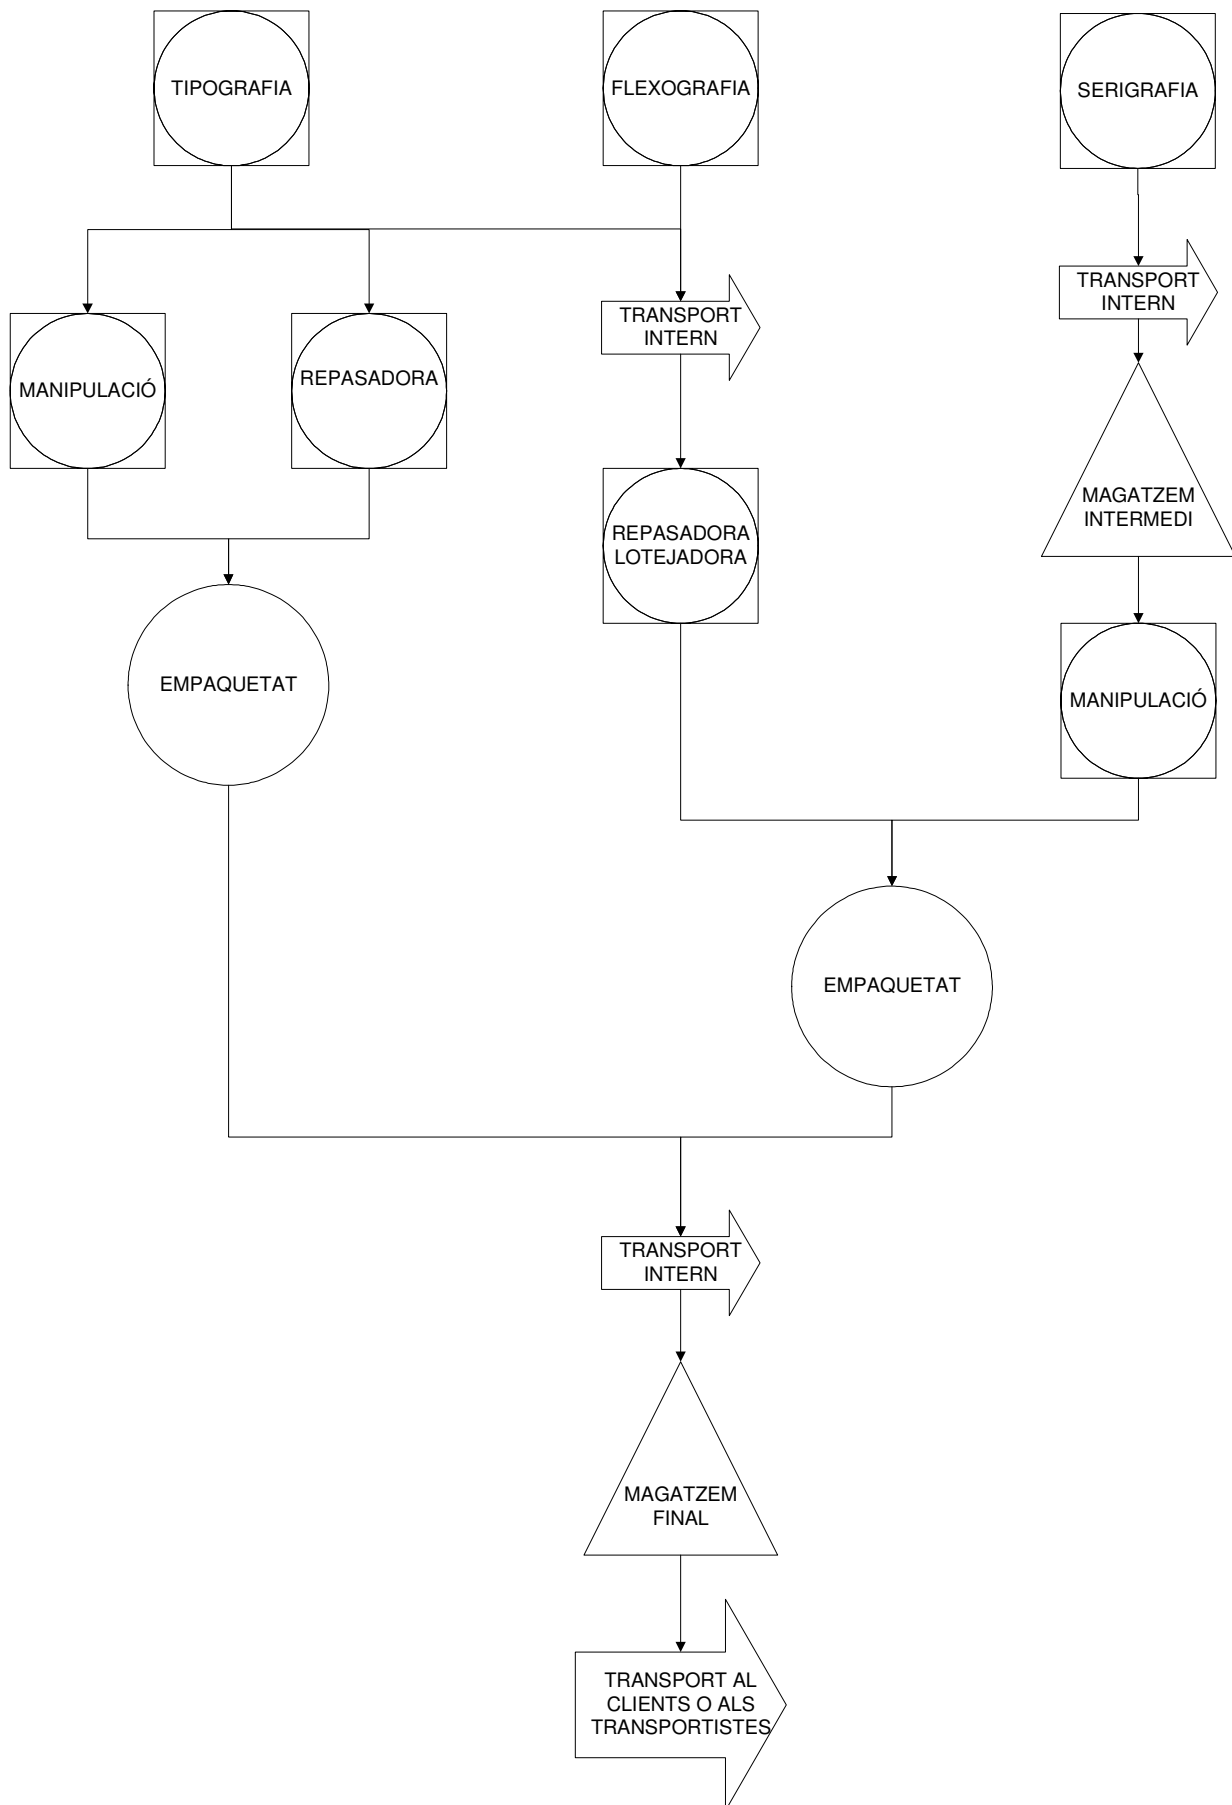 TIPOGRAFIA
FLEXOGRAFIA
SERIGRAFIA
TRANSPORT
INTERN
TRANSPORT
INTERN
MANIPULACIÓ
REPASADORA
MAGATZEM
INTERMEDI
REPASADORA
LOTEJADORA
EMPAQUETAT
MANIPULACIÓ
EMPAQUETAT
TRANSPORT
INTERN
MAGATZEM
FINAL
TRANSPORT AL
CLIENTS O ALS
TRANSPORTISTES